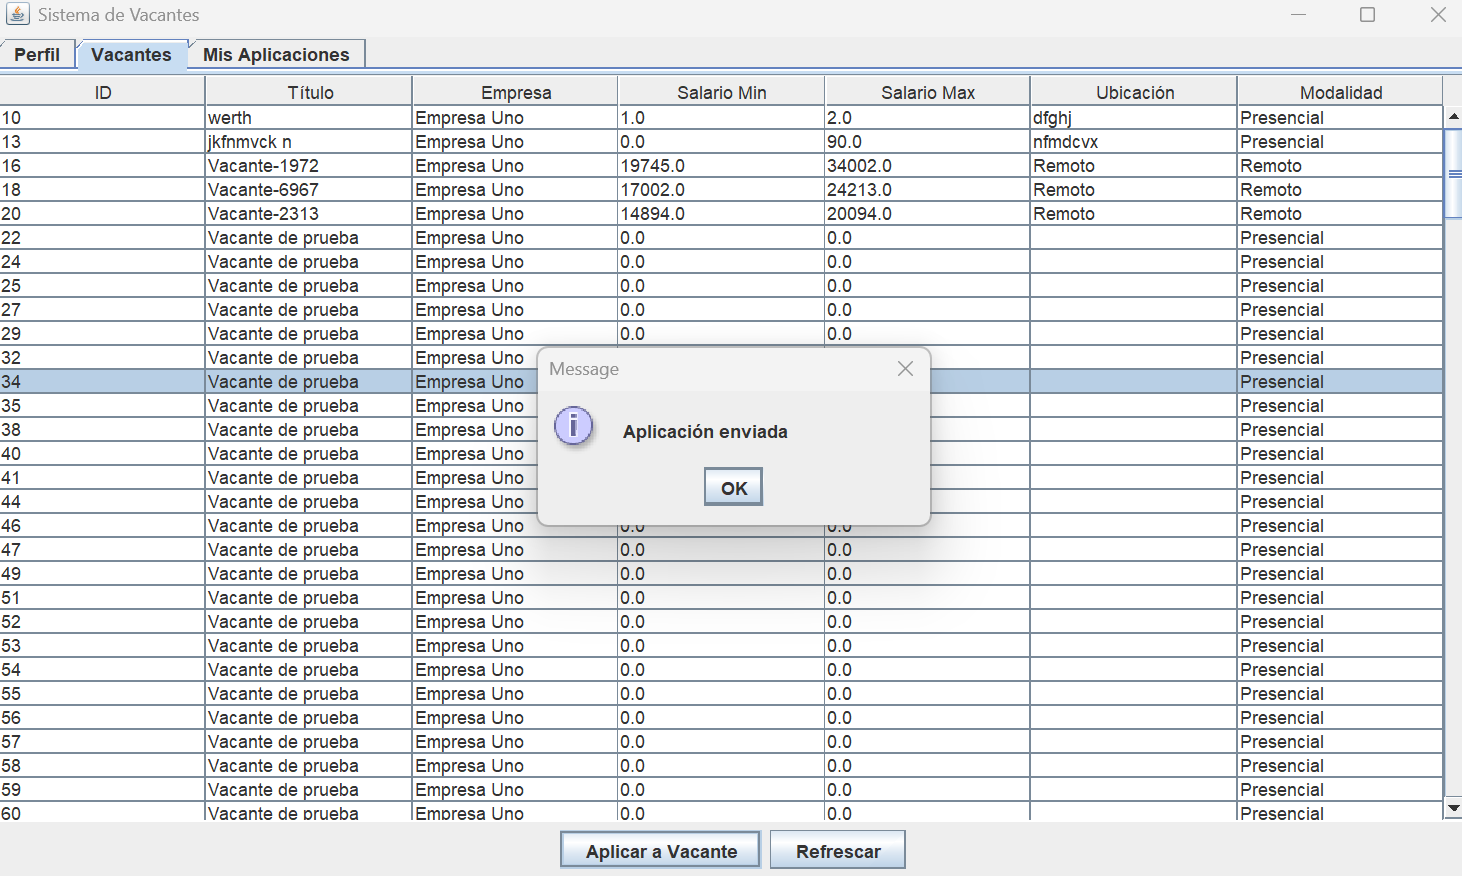 Sistema de Vacantes
Perfil Vacantes Mis Aplicaciones
ID Título Empresa Salario Min Salario Max Ubicación Modalidad
10 werth Empresa Uno 1.0 2.0 dfghj Presencial
13 jkfnmvck n Empresa Uno 0.0 90.0 nfmdcvx Presencial
16 Vacante-1972 Empresa Uno 19745.0 34002.0 Remoto Remoto
18 Vacante-6967 Empresa Uno 17002.0 24213.0 Remoto Remoto
20 Vacante-2313 Empresa Uno 14894.0 20094.0 Remoto Remoto
22 Vacante de prueba Empresa Uno 0.0 0.0 Presencial
24 Vacante de prueba Empresa Uno 0.0 0.0 Presencial
25 Vacante de prueba Empresa Uno 0.0 0.0 Presencial
27 Vacante de prueba Empresa Uno 0.0 0.0 Presencial
29 Vacante de prueba Empresa Uno 0.0 0.0 Presencial
32 Vacante de prueba Empresa Uno Presencial
34 Vacante de prueba Empresa Uno Presencial
35 Vacante de prueba Empresa Uno Presencial
38 Vacante de prueba Empresa Uno Presencial
40 Vacante de prueba Empresa Uno Presencial
41 Vacante de prueba Empresa Uno Presencial
44 Vacante de prueba Empresa Uno Presencial
46 Vacante de prueba Empresa Uno 0.0 0.0 Presencial
47 Vacante de prueba Empresa Uno 0.0 0.0 Presencial
49 Vacante de prueba Empresa Uno 0.0 0.0 Presencial
51 Vacante de prueba Empresa Uno 0.0 0.0 Presencial
52 Vacante de prueba Empresa Uno 0.0 0.0 Presencial
53 Vacante de prueba Empresa Uno 0.0 0.0 Presencial
54 Vacante de prueba Empresa Uno 0.0 0.0 Presencial
55 Vacante de prueba Empresa Uno 0.0 0.0 Presencial
56 Vacante de prueba Empresa Uno 0.0 0.0 Presencial
57 Vacante de prueba Empresa Uno 0.0 0.0 Presencial
58 Vacante de prueba Empresa Uno 0.0 0.0 Presencial
59 Vacante de prueba Empresa Uno 0.0 0.0 Presencial
60 Vacante de prueba Empresa Uno 0.0 0.0 Presencial
Message
Aplicación enviada
OK
Aplicar a Vacante Refrescar